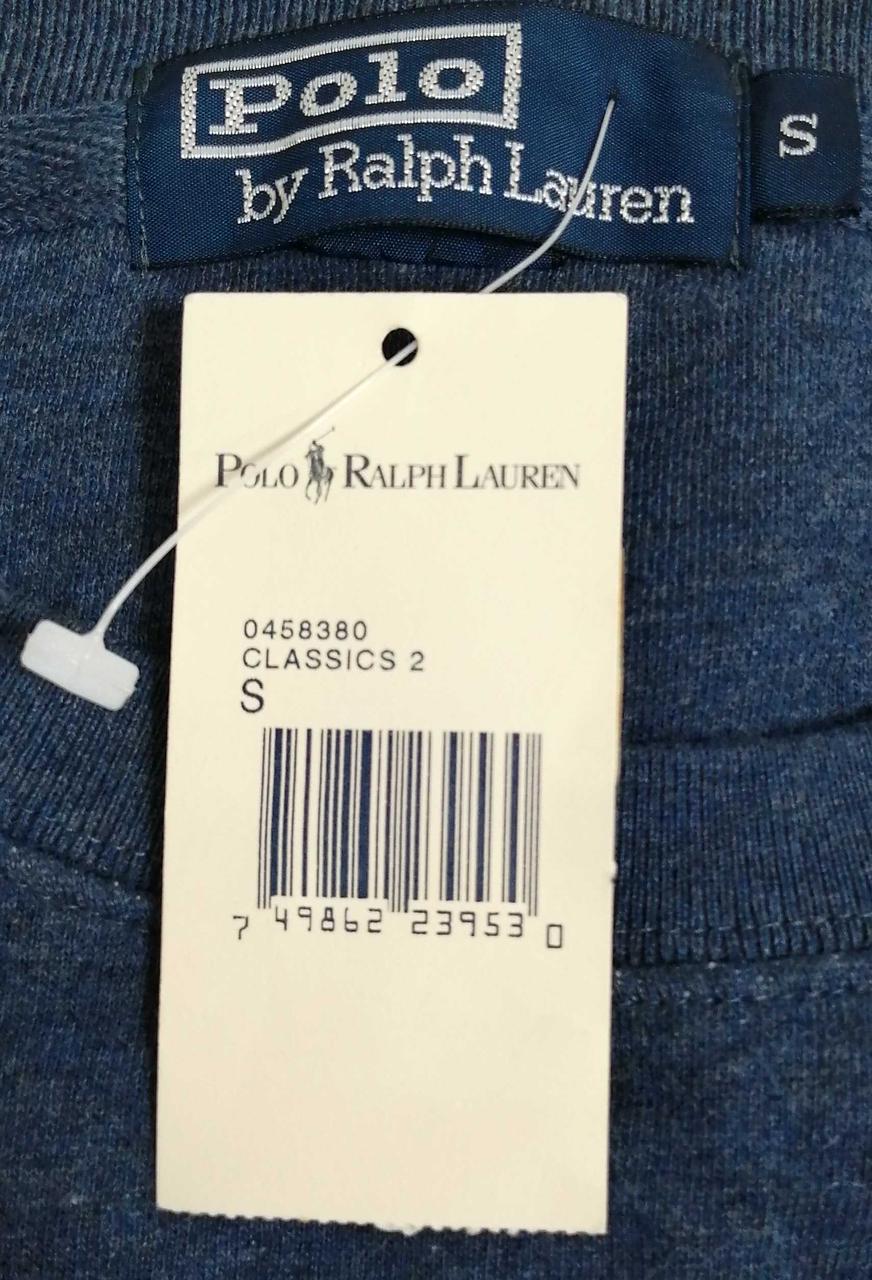 Polo
by Ralph Lauren
S
POLO RALPH LAUREN
0458380
CLASSICS 2
S
7 49862 23953 0